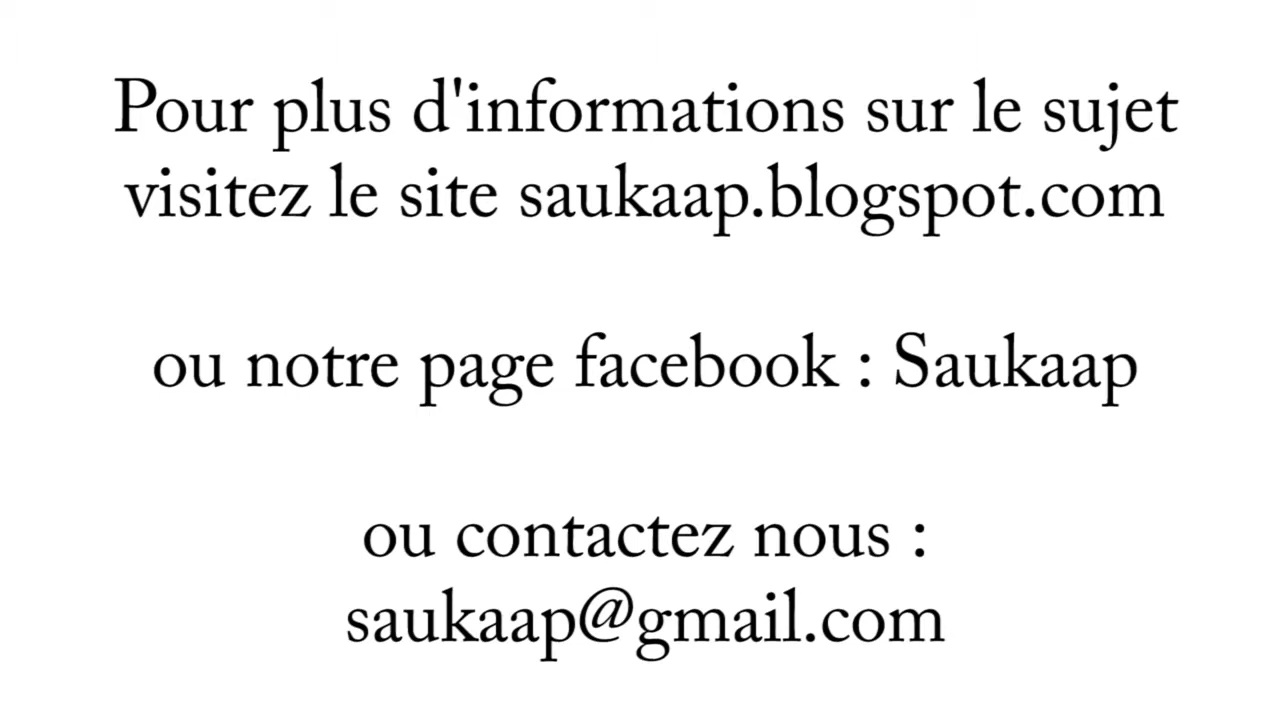 Pour plus d'informations sur le sujet
visitez le site saukaap.blogspot.com
ou notre page facebook : Saukaap
ou contactez nous :
saukaap@gmail.com